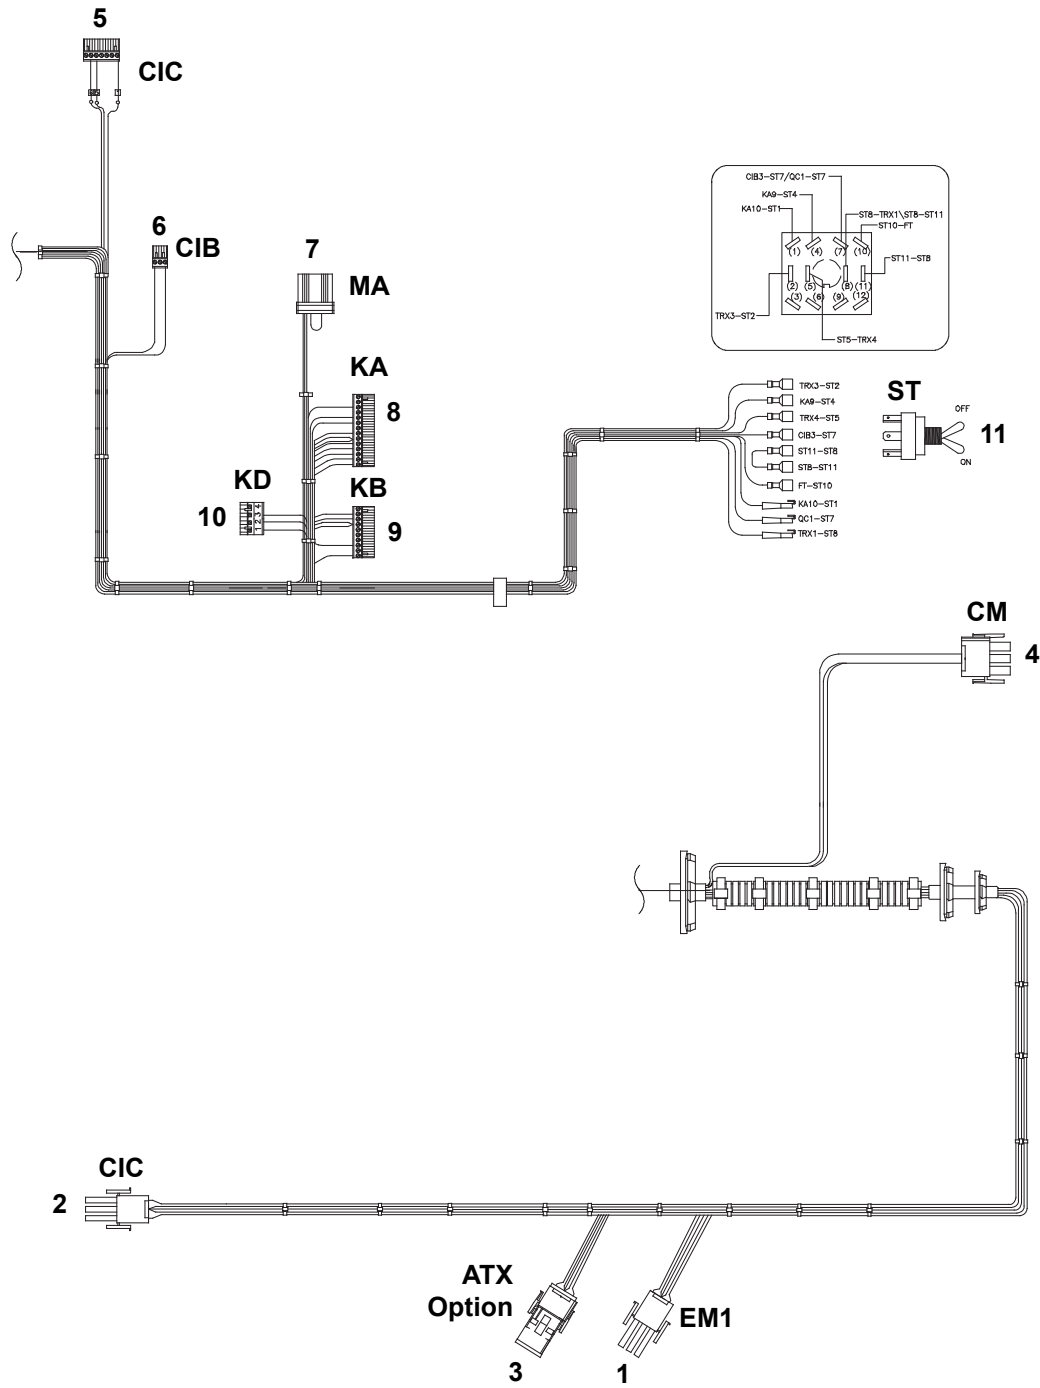 5
CIC
6
CIB
7
MA
KA
8
KD
10
1 2 3 4
KB
9
CIB3-ST7/QC1-ST7
KA9-ST4
KA10-ST1
ST8-TRX1\ST8-ST11
ST10-FT
ST11-ST8
TRX3-ST2
ST5-TRX4
(1)
(4)
(7)
(10)
(2)
(5)
(8)
(11)
(3)
(6)
(9)
(12)
TRX3-ST2
KA9-ST4
TRX4-ST5
CIB3-ST7
ST11-ST8
ST8-ST11
FT-ST10
KA10-ST1
QC1-ST7
TRX1-ST8
ST
OFF
11
ON
CM
4
CIC
2
ATX
Option
3
EM1
1